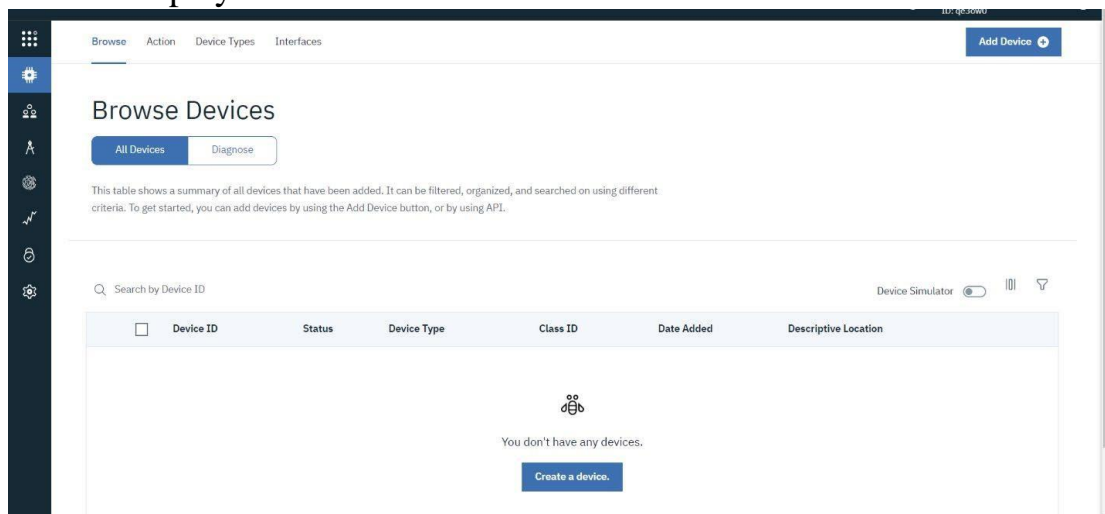 ID: qe3ow0
Browse Action Device Types Interfaces
Add Device
Browse Devices
All Devices Diagnose
This table shows a summary of all devices that have been added. It can be filtered, organized, and searched on using different
criteria. To get started, you can add devices by using the Add Device button, or by using API.
Search by Device ID
Device Simulator
Device ID Status Device Type Class ID Date Added Descriptive Location
You don't have any devices.
Create a device.